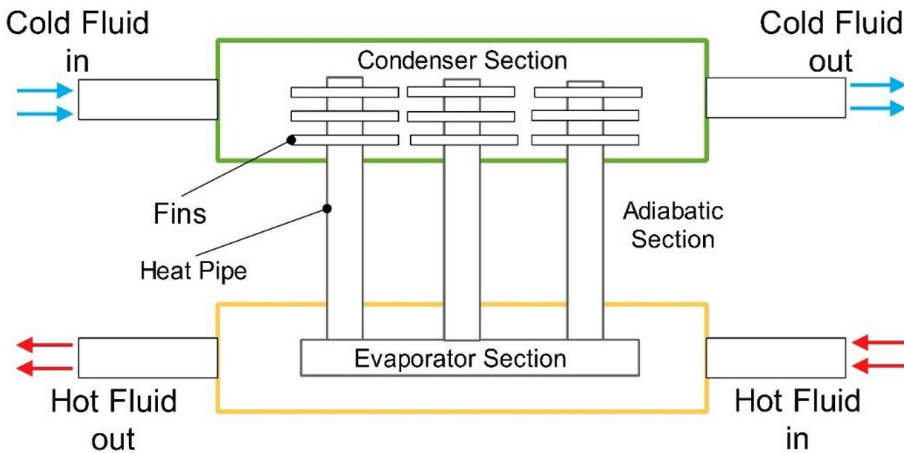 Cold Fluid
in
Condenser Section
Cold Fluid
out
Fins
Heat Pipe
Adiabatic
Section
Evaporator Section
Hot Fluid
out
Hot Fluid
in